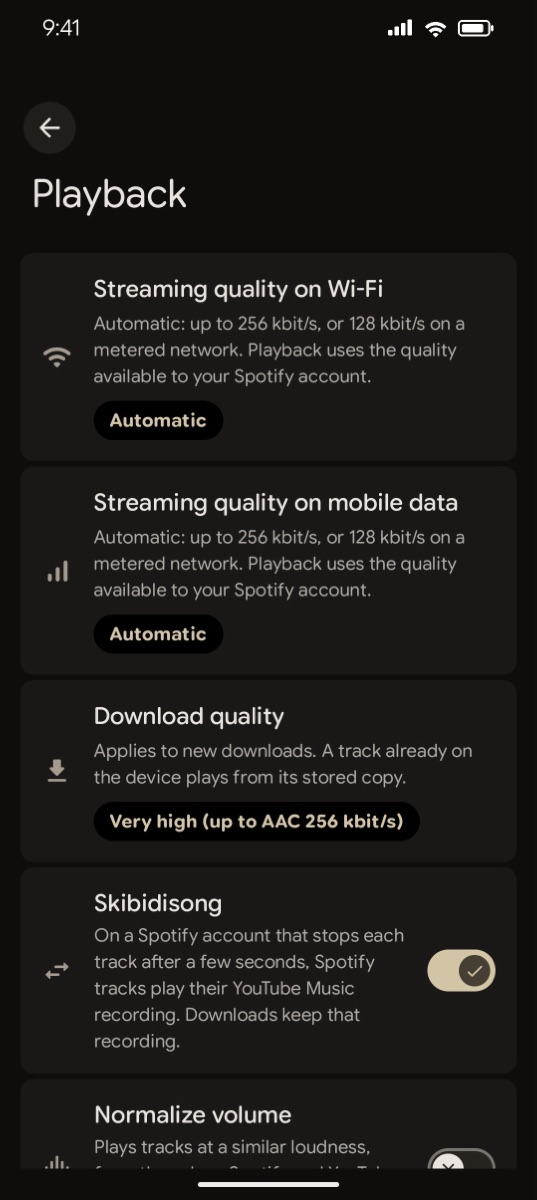 9:41
Playback
Streaming quality on Wi-Fi
Automatic: up to 256 kbit/s, or 128 kbit/s on a
metered network. Playback uses the quality
available to your Spotify account.
Automatic
Streaming quality on mobile data
Automatic: up to 256 kbit/s, or 128 kbit/s on a
metered network. Playback uses the quality
available to your Spotify account.
Automatic
Download quality
Applies to new downloads. A track already on
the device plays from its stored copy.
Very high (up to AAC 256 kbit/s)
Skibidisong
On a Spotify account that stops each
track after a few seconds, Spotify
tracks play their YouTube Music
recording. Downloads keep that
recording.
Normalize volume
Plays tracks at a similar loudness,